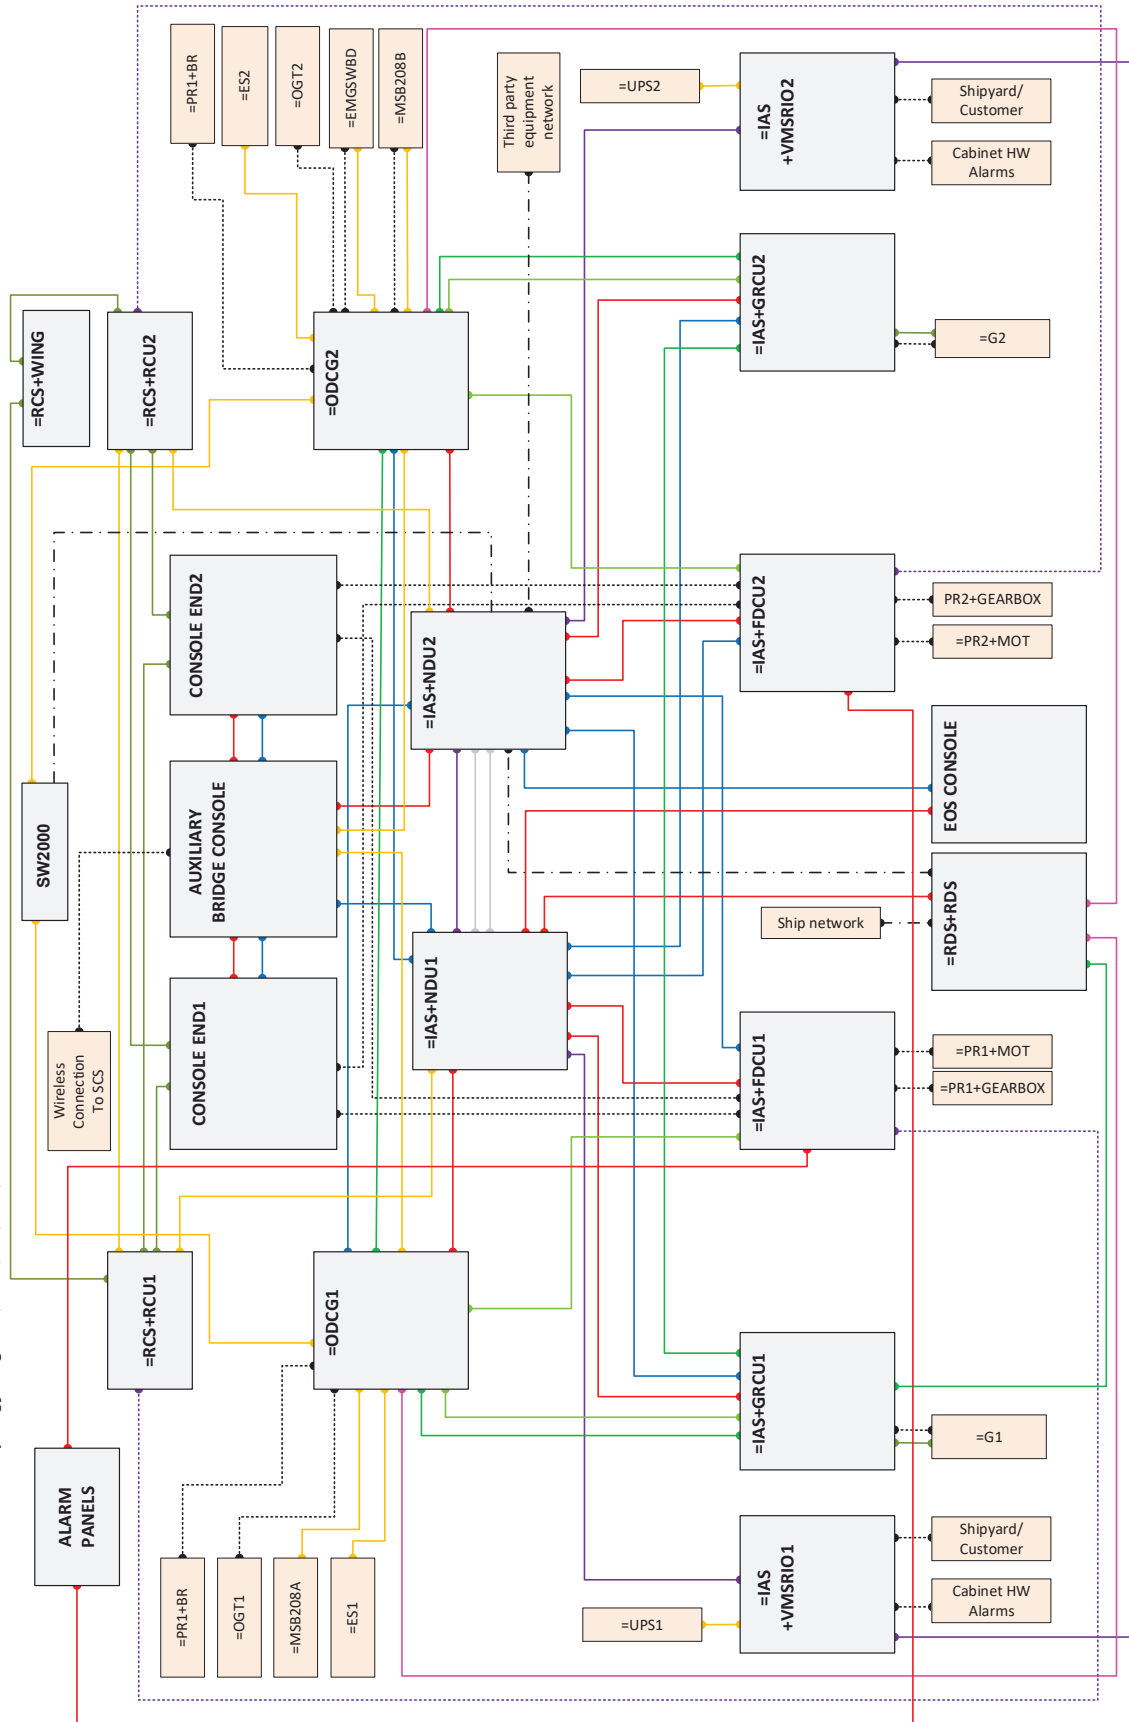 =PR1+BR
=ES2
=OGT2
=EMGSWBD
=MSB208B
Third party
equipment
network
=UPS2
=IAS
+VMSRIO2
Shipyard/
Customer
Cabinet HW
Alarms
=RCS+WING
=RCS+RCU2
=ODCG2
=IAS+GRCU2
=G2
SW2000
CONSOLE END2
AUXILIARY
BRIDGE CONSOLE
CONSOLE END1
=IAS+NDU2
=IAS+NDU1
=IAS+FDCU2
PR2+GEARBOX
=PR2+MOT
EOS CONSOLE
=RDS+RDS
Ship network
Wireless
Connection
To SCS
=IAS+FDCU1
=PR1+MOT
=PR1+GEARBOX
=RCS+RCU1
=ODCG1
=IAS+GRCU1
=G1
ALARM
PANELS
=PR1+BR
=OGT1
=MSB208A
=ES1
=UPS1
=IAS
+VMSRIO1
Shipyard/
Customer
Cabinet HW
Alarms